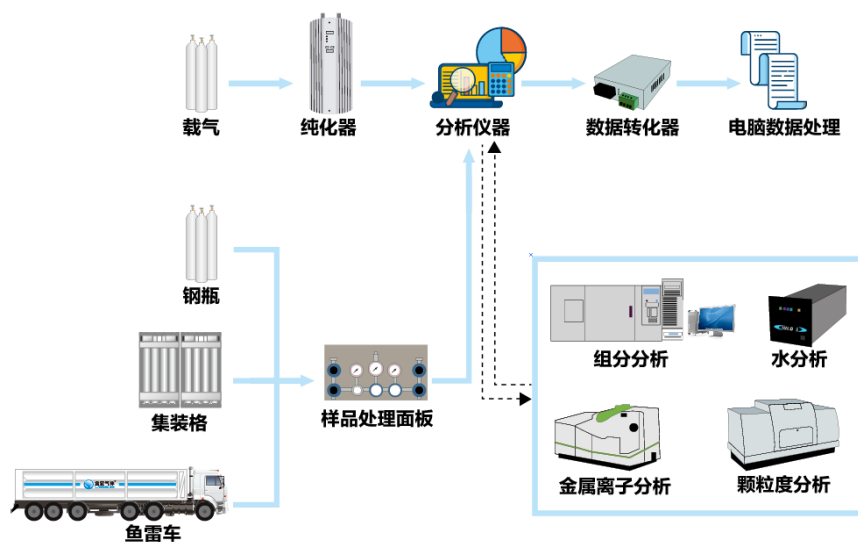 载气
纯化器
分析仪器
数据转化器
电脑数据处理
钢瓶
集装格
样品处理面板
鱼雷车
组分分析
水分析
金属离子分析
颗粒度分析